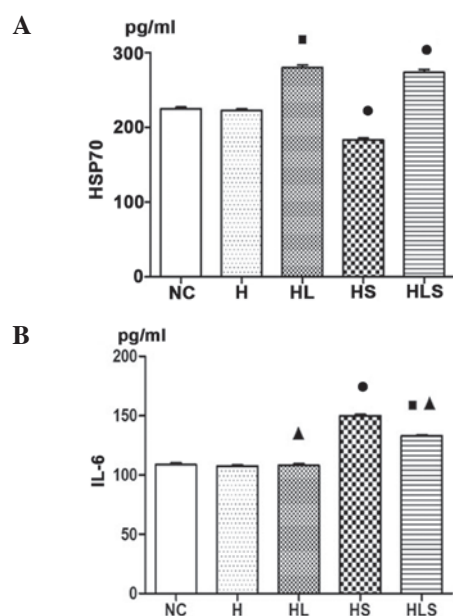 A
pg/ml
300
200
100
0
HSP70
NC H HL HS HLS
B
pg/ml
200
150
100
50
0
IL-6
NC H HL HS HLS